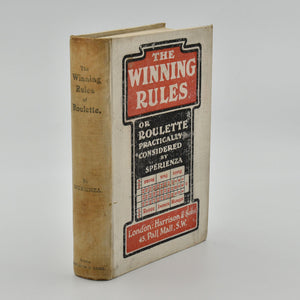 The
Winning
Rules
of
Roulette.
THE
WINNING
RULES
OR
ROULETTE
PRACTICALLY
CONSIDERED
BY
SPERIENZA
London: Harrison & Sons,
45, Pall Mall, S.W.